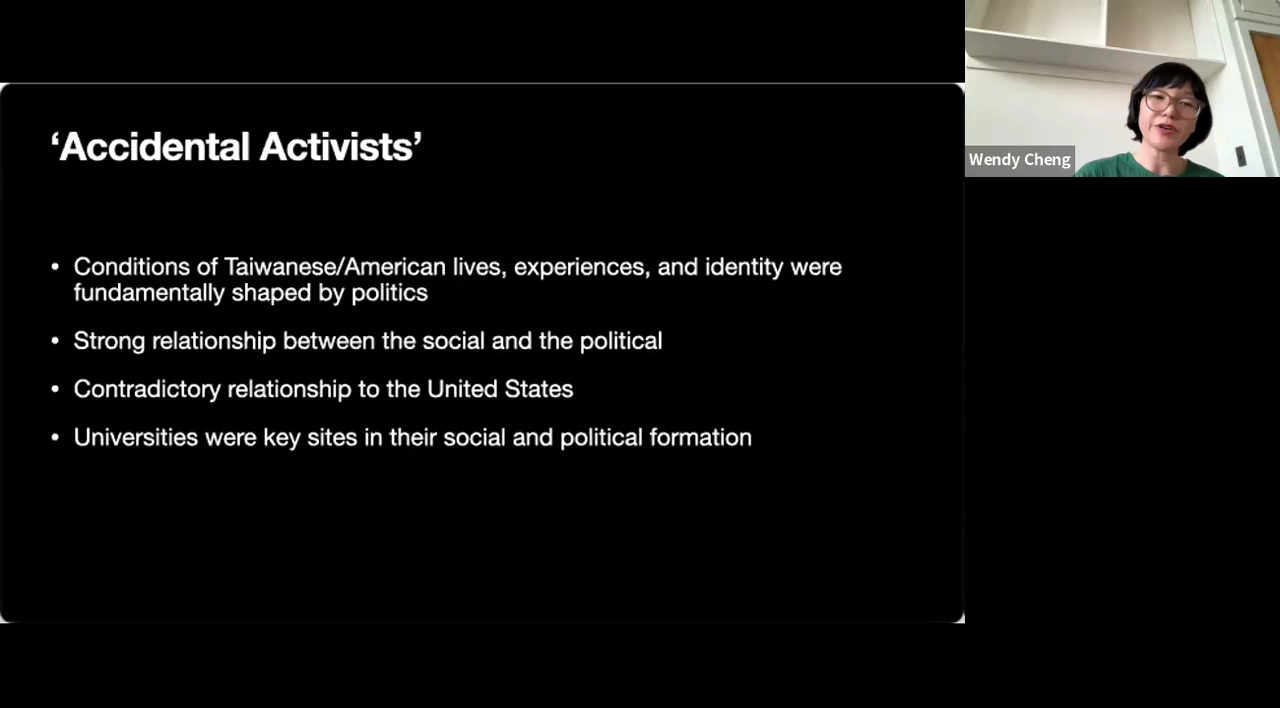 ‘Accidental Activists’
• Conditions of Taiwanese/American lives, experiences, and identity were
fundamentally shaped by politics
• Strong relationship between the social and the political
• Contradictory relationship to the United States
• Universities were key sites in their social and political formation
Wendy Cheng